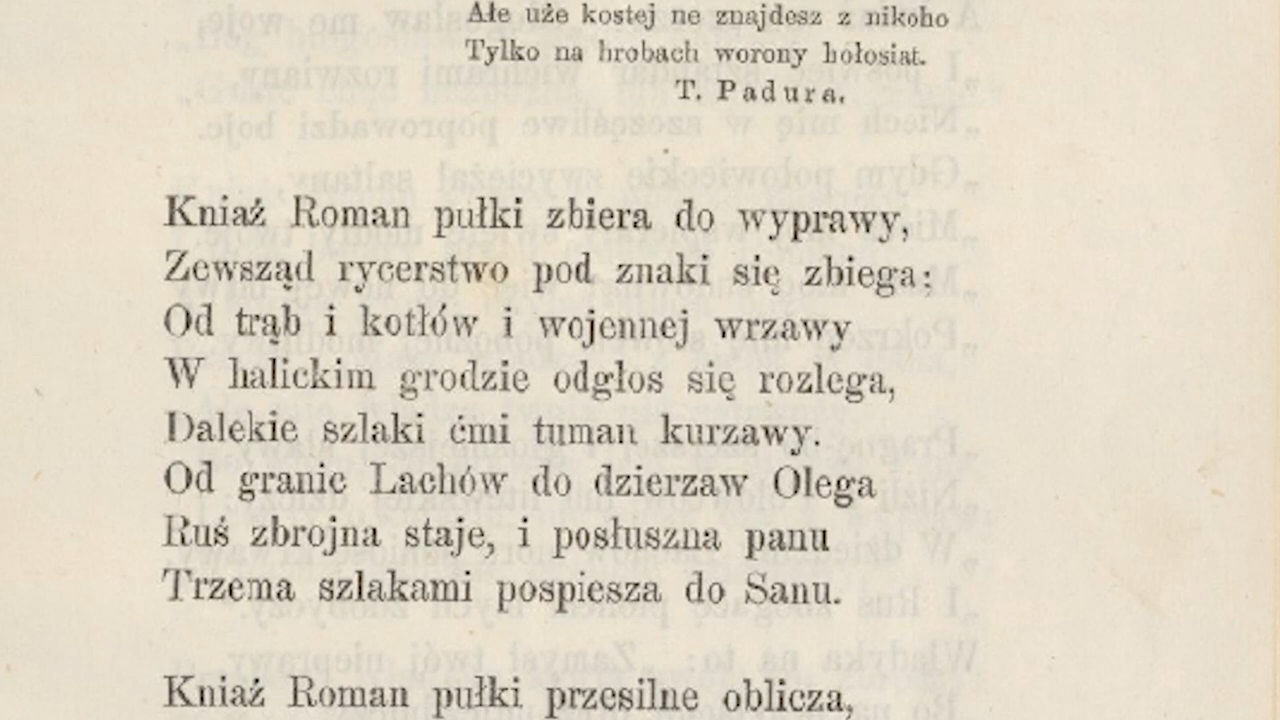 Ałe uże kostej ne znajdesz z nikoho
Tylko na hrobach worony hołosiat.
T. Padura.
Kniaź Roman pułki zbiera do wyprawy,
Zewsząd rycerstwo pod znaki się zbiega;
Od trąb i kotłów i wojennej wrzawy
W halickim grodzie odgłos się rozlega,
Dalekie szlaki ćmi tuman kurzawy.
Od granic Lachów do dzierzaw Olega
Ruś zbrojna staje, i posłuszna panu
Trzema szlakami pospiesza do Sanu.
Kniaź Roman pułki przesilne oblicza,